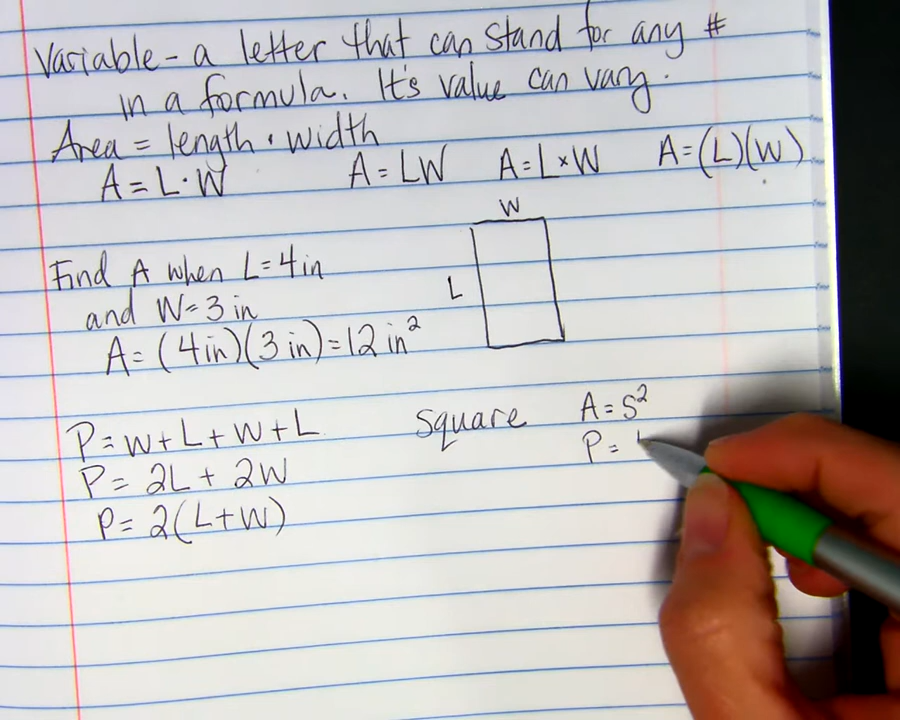 Variable - a letter that can stand for any #
in a formula. It's value can vary.
Area = length · width
A = L · W A = LW A = L × W A = (L)(W)
W
Find A when L = 4 in
L
and W = 3 in
A = (4 in)(3 in) = 12 in²
P = W + L + W + L
P = 2L + 2W
P = 2(L + W)
Square A = S²
P =